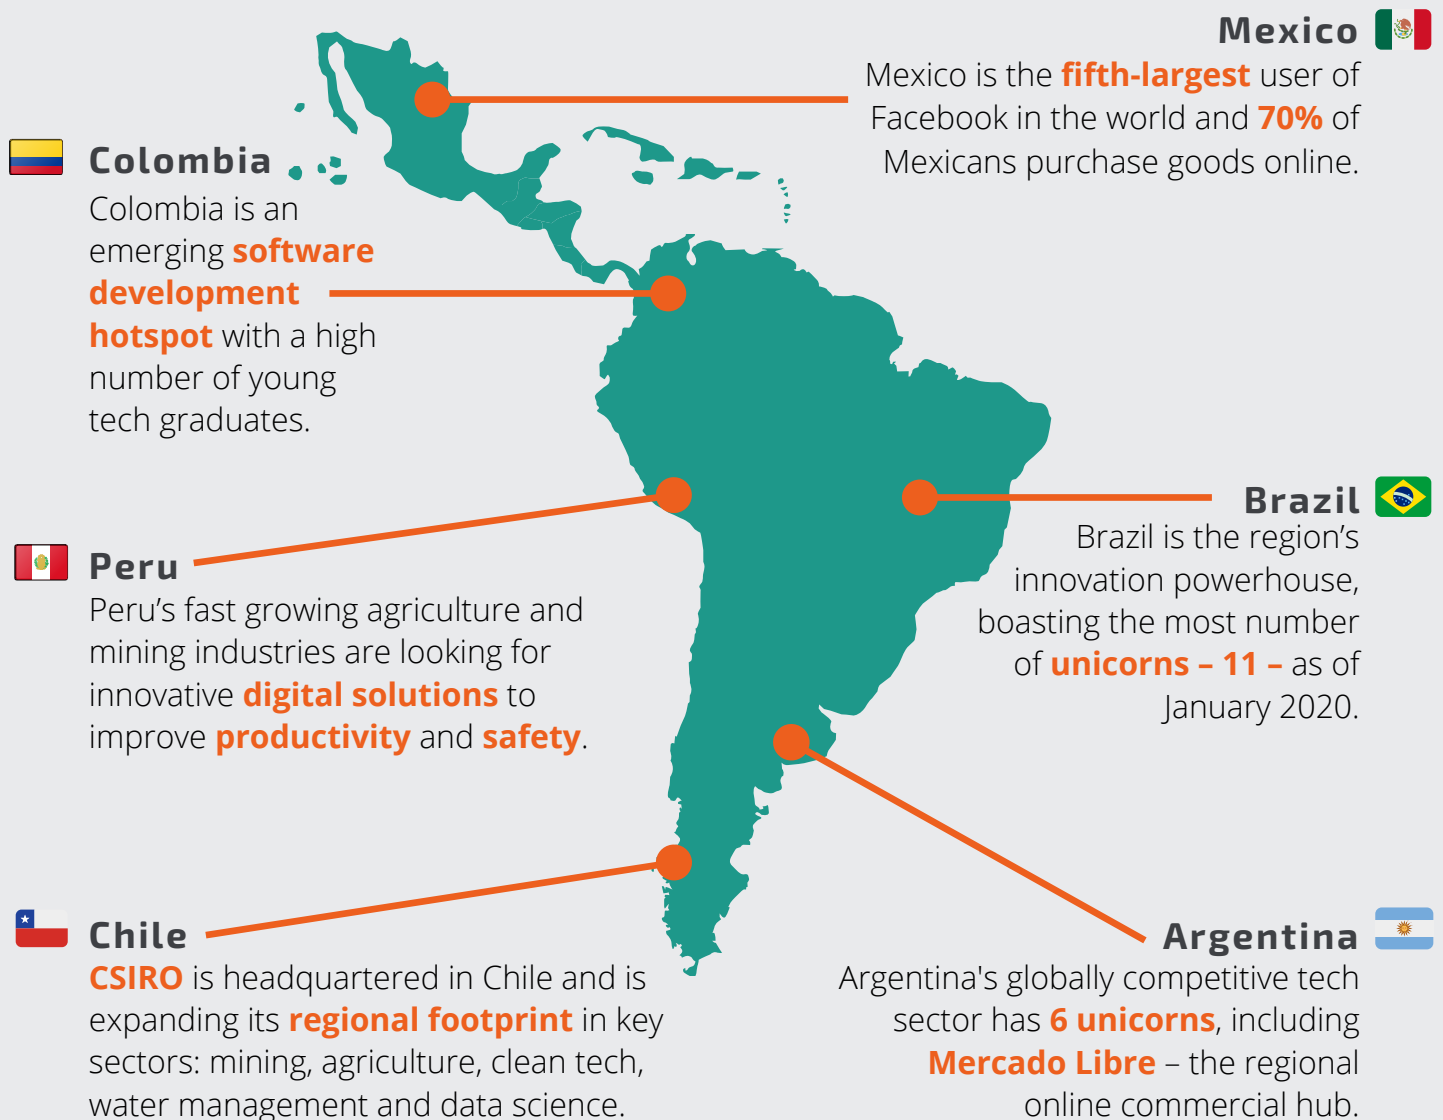 Mexico
Mexico is the fifth-largest user of
Facebook in the world and 70% of
Mexicans purchase goods online.
Colombia
Colombia is an
emerging software
development
hotspot with a high
number of young
tech graduates.
Brazil
Brazil is the region’s
innovation powerhouse,
boasting the most number
of unicorns – 11 – as of
January 2020.
Peru
Peru’s fast growing agriculture and
mining industries are looking for
innovative digital solutions to
improve productivity and safety.
Chile
CSIRO is headquartered in Chile and is
expanding its regional footprint in key
sectors: mining, agriculture, clean tech,
water management and data science.
Argentina
Argentina's globally competitive tech
sector has 6 unicorns, including
Mercado Libre – the regional
online commercial hub.